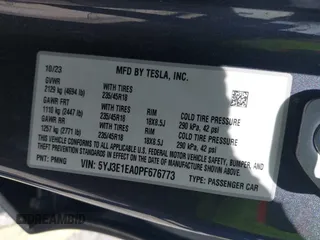 10/23 MFD BY TESLA, INC.
GVWR
2129 kg (4694 lb) WITH TIRES 235/45R18
GAWR FRT
1110 kg (2447 lb) WITH TIRES 235/45R18 RIM 18X8.5J COLD TIRE PRESSURE 290 kPa, 42 psi
GAWR RR
1257 kg (2771 lb) WITH TIRES 235/45R18 RIM 18X8.5J COLD TIRE PRESSURE 290 kPa, 42 psi
THIS VEHICLE CONFORMS TO ALL APPLICABLE FEDERAL MOTOR VEHICLE SAFETY, BUMPER, AND THEFT PREVENTION STANDARDS IN EFFECT ON THE DATE OF MANUFACTURE SHOWN ABOVE.
PNT: PMNG VIN: 5YJ3E1EA0PF676773
TYPE: PASSENGER CAR